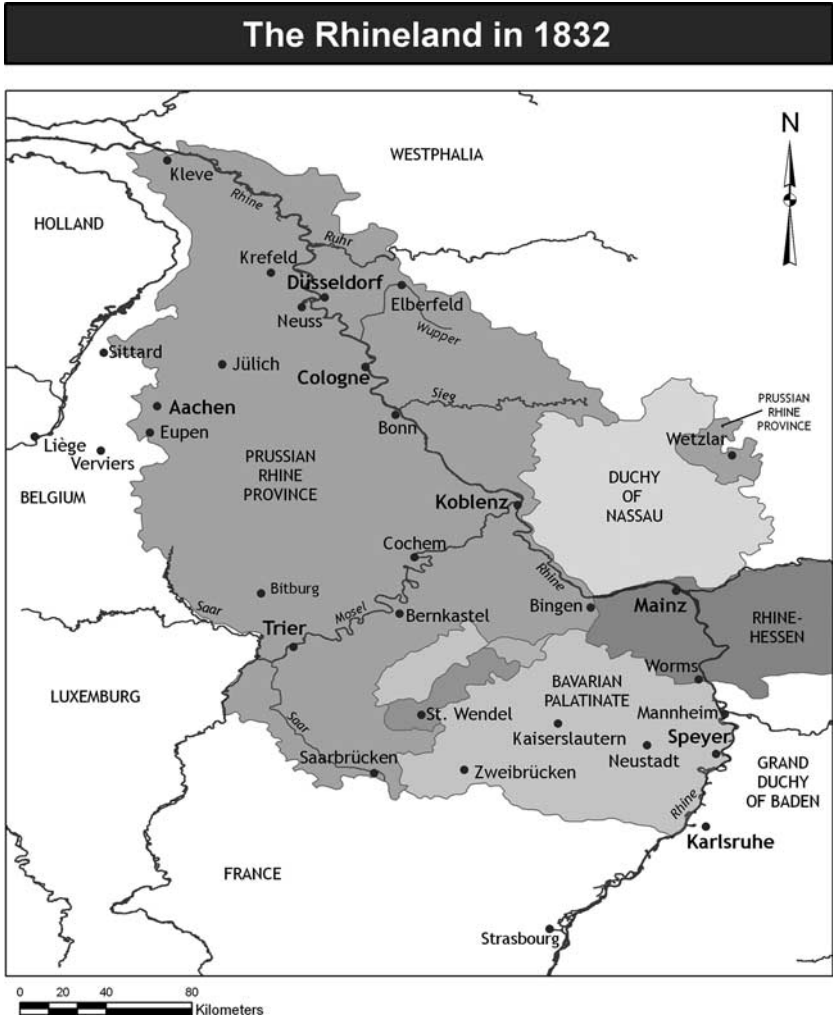 The Rhineland in 1832
N
WESTPHALIA
Kleve
Rhine
HOLLAND
Ruhr
Krefeld
Düsseldorf
Elberfeld
Neuss
Wupper
Sittard
Jülich
Cologne
Sieg
Aachen
Bonn
PRUSSIAN
RHINE
PROVINCE
Eupen
Liège
Verviers
Wetzlar
PRUSSIAN
RHINE
PROVINCE
DUCHY
OF
NASSAU
BELGIUM
Koblenz
Cochem
Rhine
Bitburg
Saar
Mosel
Bernkastel
Bingen
Mainz
RHINE-
HESSEN
Trier
Worms
LUXEMBURG
BAVARIAN
PALATINATE
St. Wendel
Mannheim
Saar
Kaiserslautern
Speyer
Saarbrücken
Zweibrücken
Neustadt
GRAND
DUCHY
OF BADEN
Rhine
Karlsruhe
FRANCE
Strasbourg
0 20 40 80
Kilometers